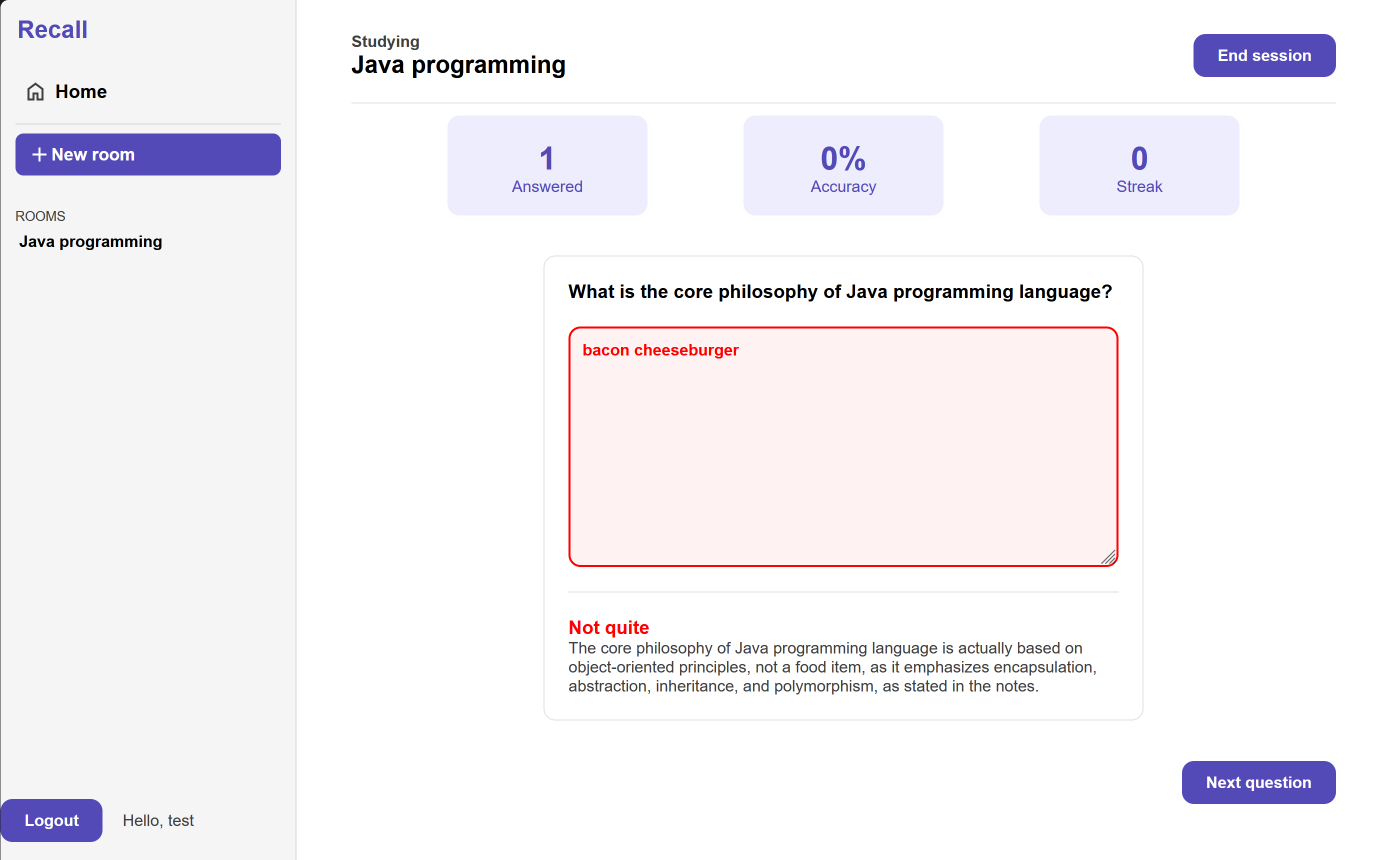 Recall
Home
New room
ROOMS
Java programming
Logout
Hello, test
Studying
Java programming
End session
1
Answered
0%
Accuracy
0
Streak
What is the core philosophy of Java programming language?
bacon cheeseburger
Not quite
The core philosophy of Java programming language is actually based on
object-oriented principles, not a food item, as it emphasizes encapsulation,
abstraction, inheritance, and polymorphism, as stated in the notes.
Next question